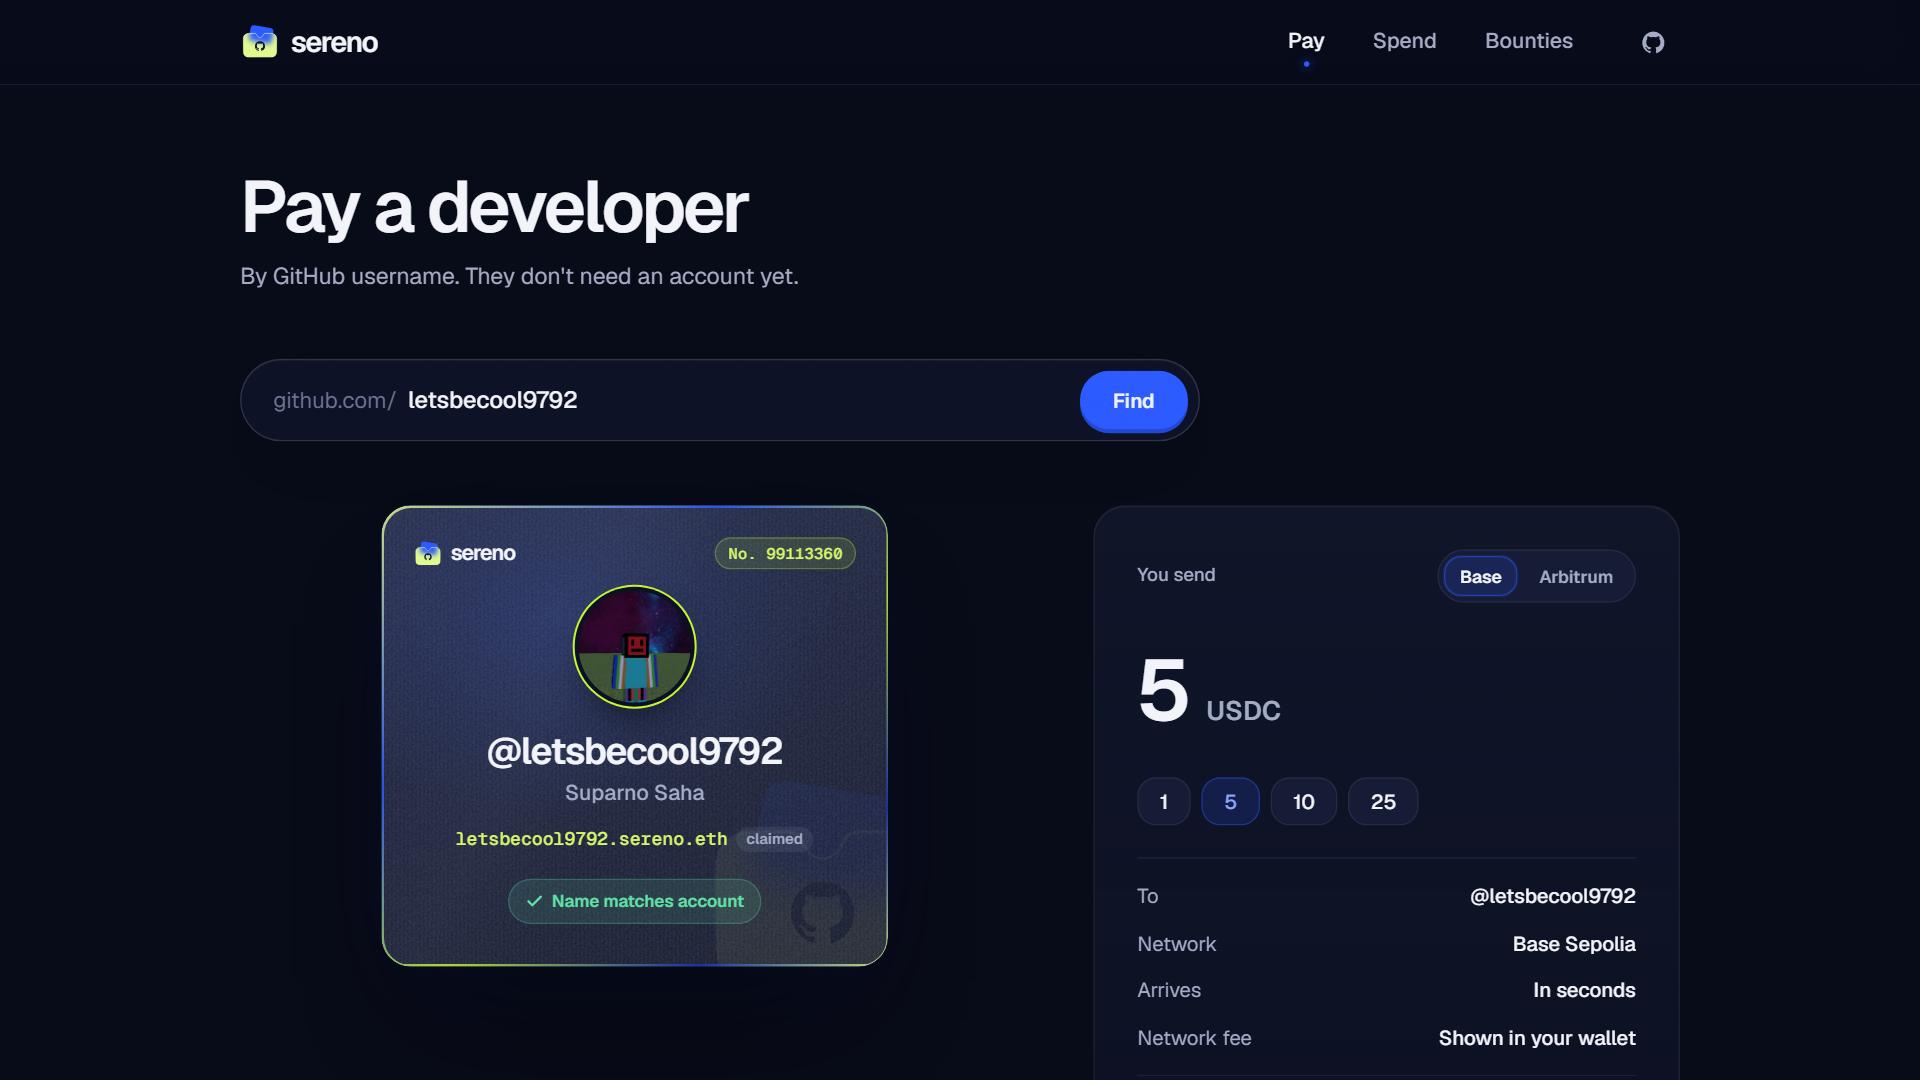 sereno
Pay
Spend
Bounties
Pay a developer
By GitHub username. They don't need an account yet.
github.com/ letsbecool9792
Find
sereno
No. 99113360
@letsbecool9792
Suparno Saha
letsbecool9792.sereno.eth claimed
Name matches account
You send
Base
Arbitrum
5 USDC
1
5
10
25
To
@letsbecool9792
Network
Base Sepolia
Arrives
In seconds
Network fee
Shown in your wallet